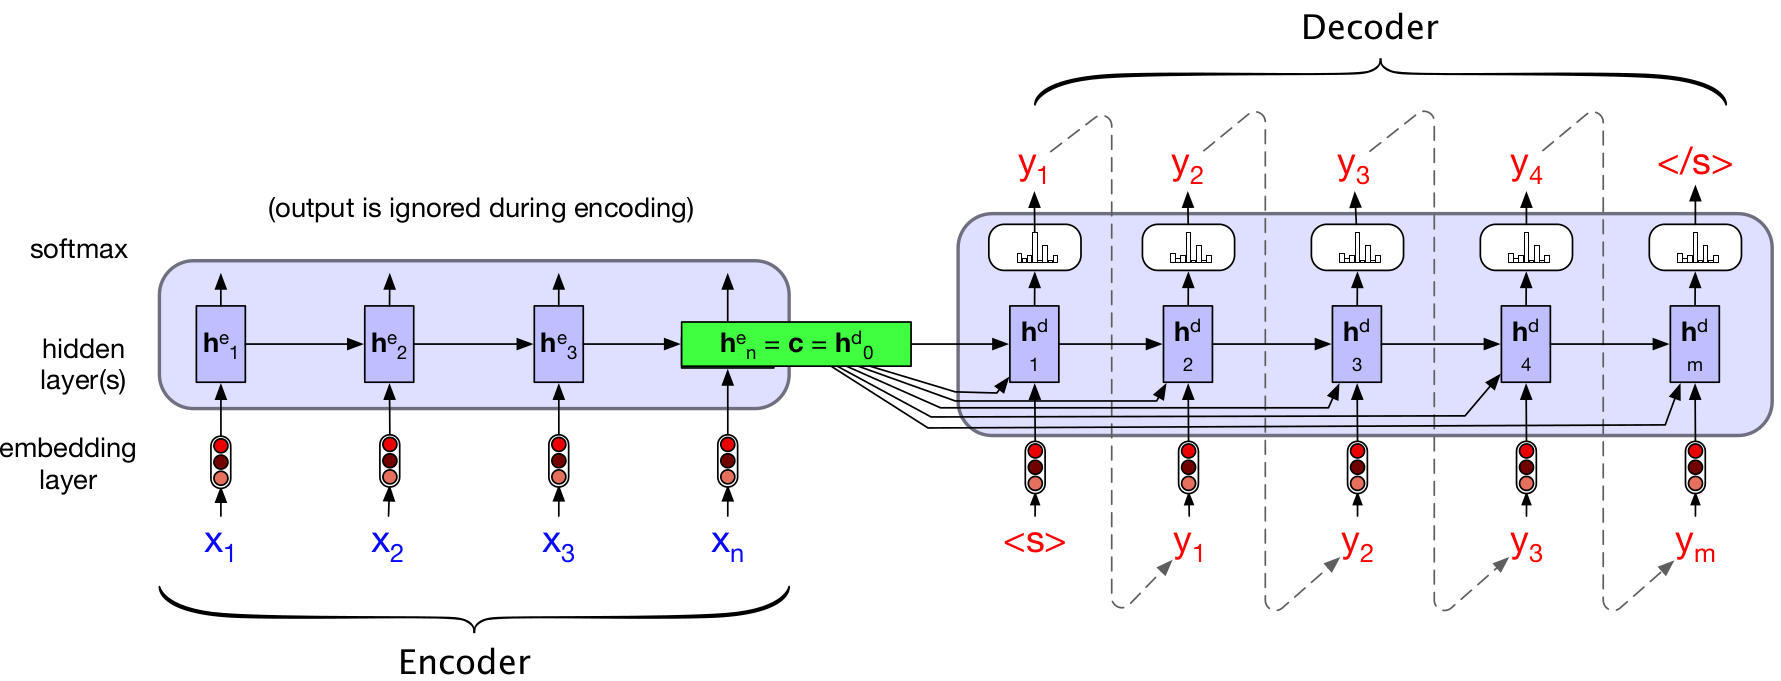 Decoder
y1 y2 y3 y4 </s>
(output is ignored during encoding)
softmax
hidden
layer(s)
he1 he2 he3 hen = c = hd0 hd1 hd2 hd3 hd4 hdm
embedding
layer
x1 x2 x3 xn <s> y1 y2 y3 ym
Encoder